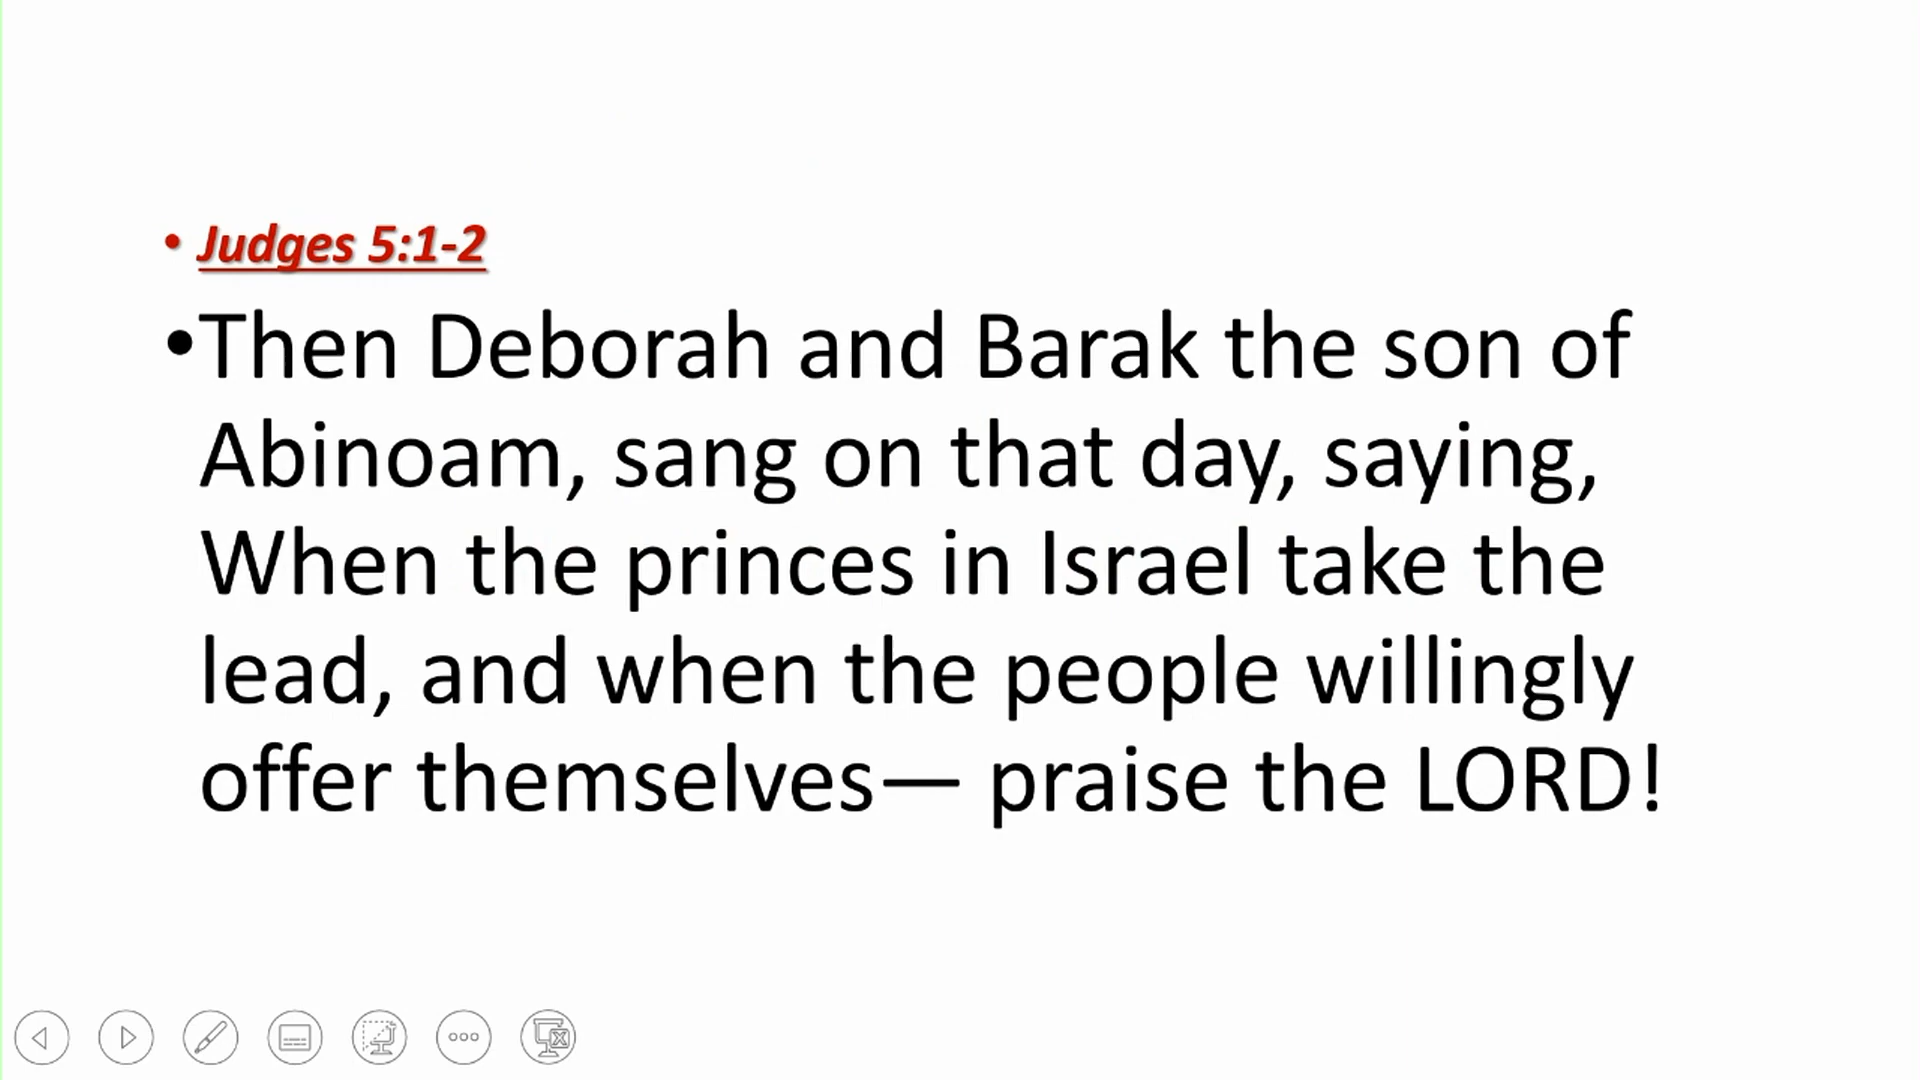 • Judges 5:1-2
•Then Deborah and Barak the son of
Abinoam, sang on that day, saying,
When the princes in Israel take the
lead, and when the people willingly
offer themselves— praise the LORD!